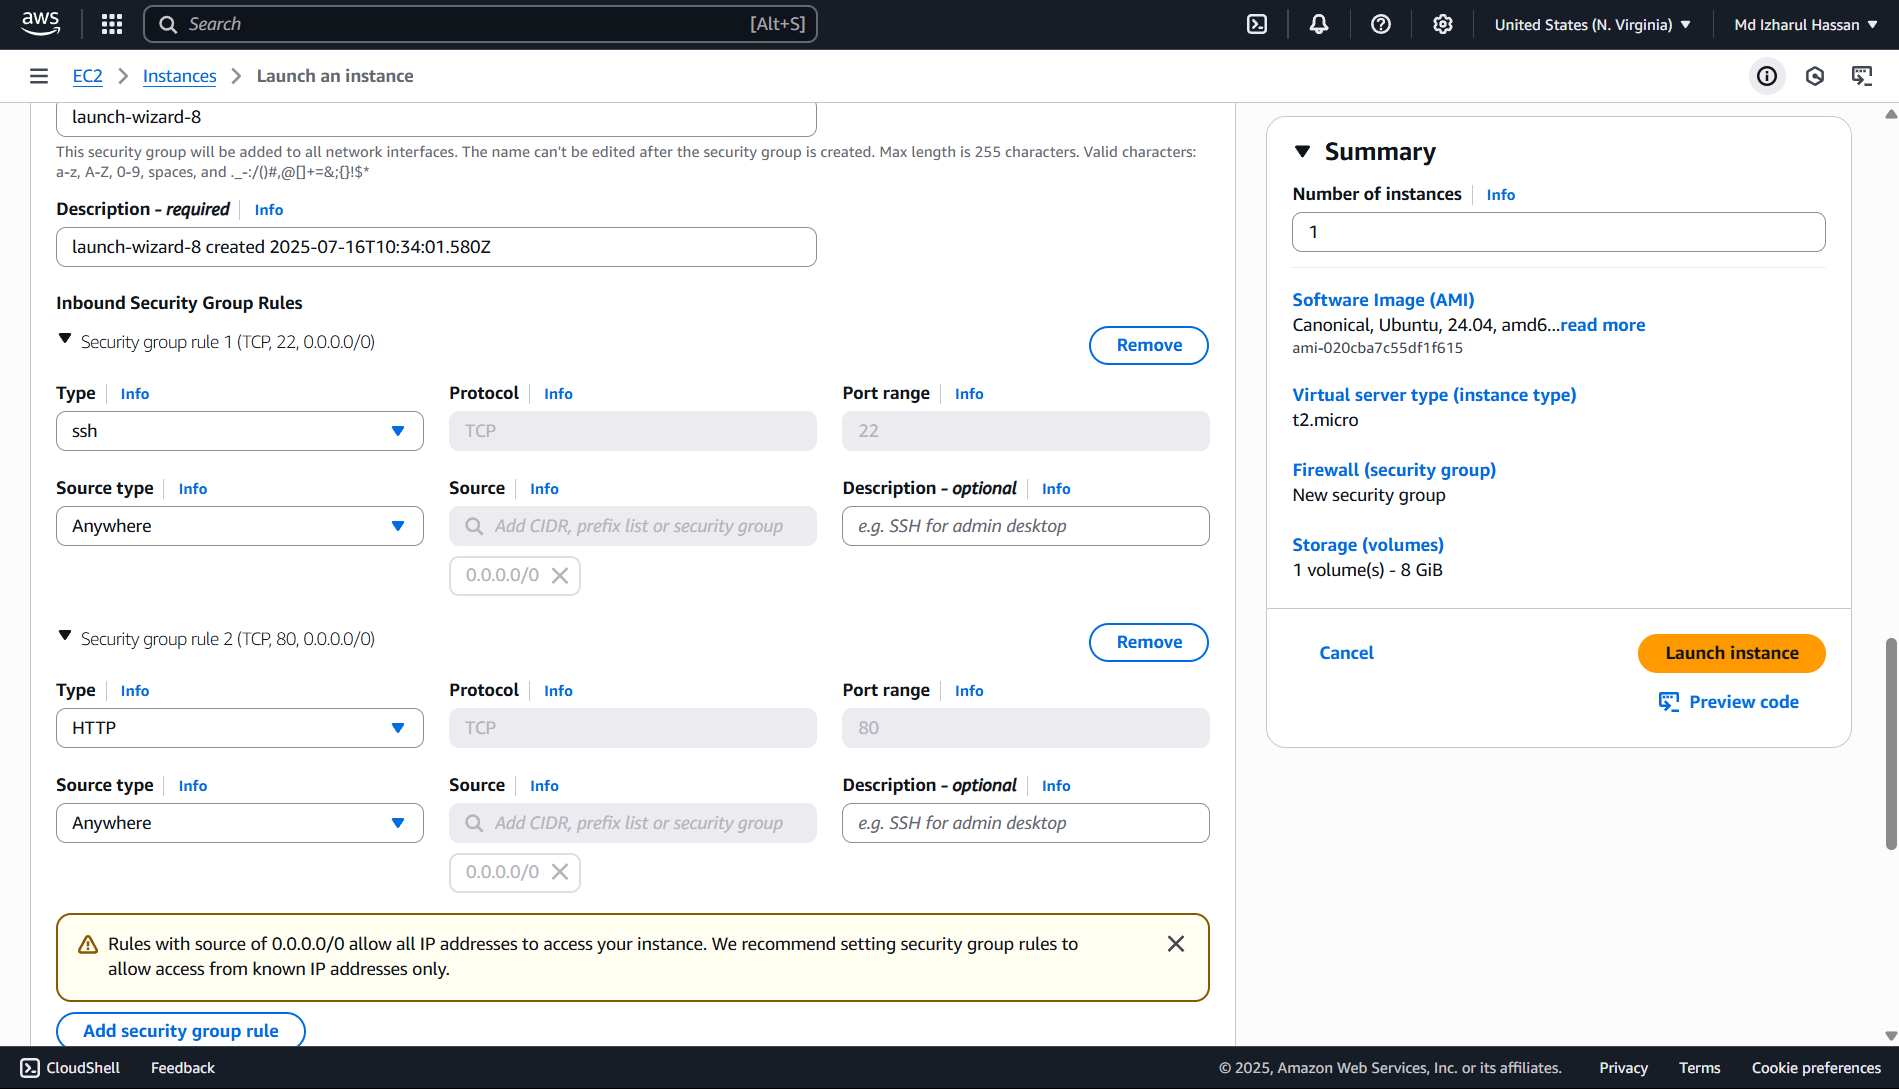 aws
Search [Alt+S]
United States (N. Virginia)
Md Izharul Hassan
EC2
Instances
Launch an instance
launch-wizard-8
This security group will be added to all network interfaces. The name can't be edited after the security group is created. Max length is 255 characters. Valid characters:
a-z, A-Z, 0-9, spaces, and ._-:/()#,@[]+=&;{}!$*
Description - required Info
launch-wizard-8 created 2025-07-16T10:34:01.580Z
Inbound Security Group Rules
Security group rule 1 (TCP, 22, 0.0.0.0/0)
Remove
Type Info
Protocol Info
Port range Info
ssh
TCP
22
Source type Info
Source Info
Description - optional Info
Anywhere
Add CIDR, prefix list or security group
e.g. SSH for admin desktop
0.0.0.0/0
Security group rule 2 (TCP, 80, 0.0.0.0/0)
Remove
Type Info
Protocol Info
Port range Info
HTTP
TCP
80
Source type Info
Source Info
Description - optional Info
Anywhere
Add CIDR, prefix list or security group
e.g. SSH for admin desktop
0.0.0.0/0
Rules with source of 0.0.0.0/0 allow all IP addresses to access your instance. We recommend setting security group rules to
allow access from known IP addresses only.
Add security group rule
Summary
Number of instances Info
1
Software Image (AMI)
Canonical, Ubuntu, 24.04, amd6...read more
ami-020cba7c55df1f615
Virtual server type (instance type)
t2.micro
Firewall (security group)
New security group
Storage (volumes)
1 volume(s) - 8 GiB
Cancel
Launch instance
Preview code
CloudShell
Feedback
© 2025, Amazon Web Services, Inc. or its affiliates.
Privacy
Terms
Cookie preferences